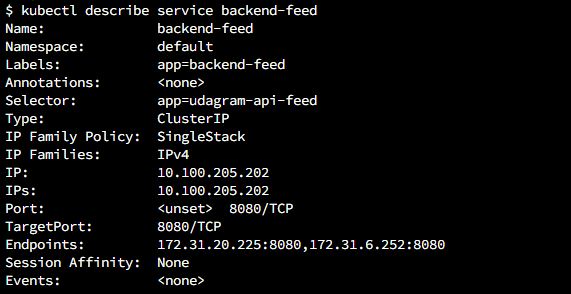 $ kubectl describe service backend-feed
Name:              backend-feed
Namespace:         default
Labels:            app=backend-feed
Annotations:       <none>
Selector:          app=udagram-api-feed
Type:              ClusterIP
IP Family Policy:  SingleStack
IP Families:       IPv4
IP:                10.100.205.202
IPs:               10.100.205.202
Port:              <unset>  8080/TCP
TargetPort:        8080/TCP
Endpoints:         172.31.20.225:8080,172.31.6.252:8080
Session Affinity:  None
Events:            <none>